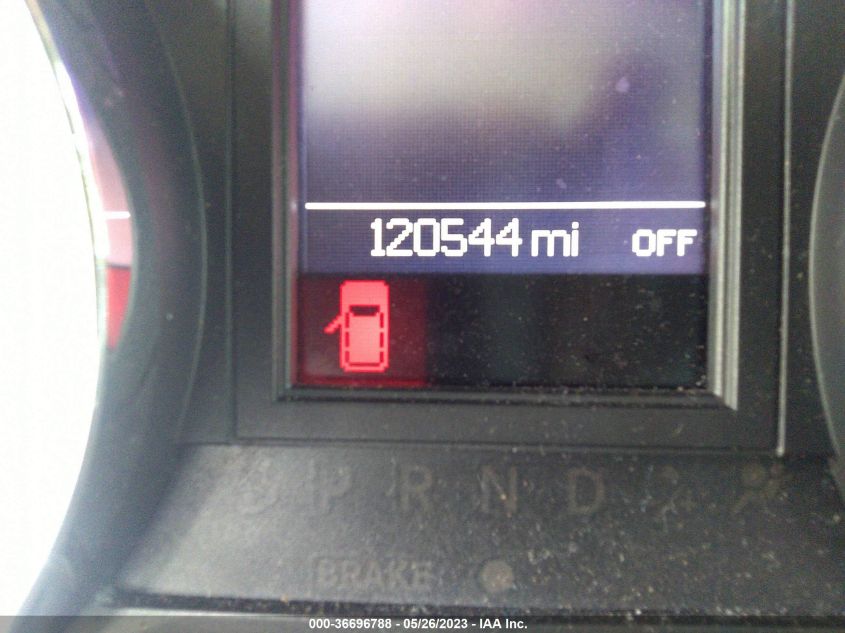 120544 mi OFF
P R N D
BRAKE
000-36696788 - 05/26/2023 - IAA Inc.